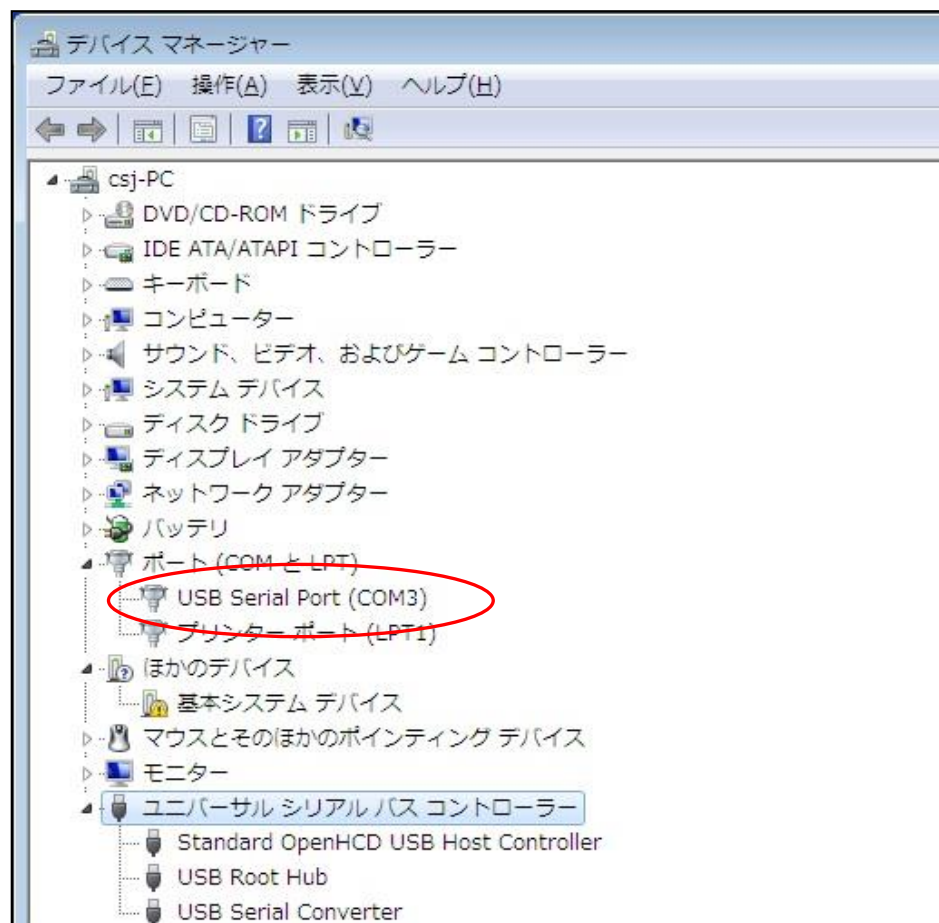 デバイス マネージャー
ファイル(F) 操作(A) 表示(V) ヘルプ(H)
csj-PC
DVD/CD-ROM ドライブ
IDE ATA/ATAPI コントローラー
キーボード
コンピューター
サウンド、ビデオ、およびゲーム コントローラー
システム デバイス
ディスク ドライブ
ディスプレイ アダプター
ネットワーク アダプター
バッテリ
ポート (COM と LPT)
USB Serial Port (COM3)
プリンター ポート (LPT1)
ほかのデバイス
基本システム デバイス
マウスとそのほかのポインティング デバイス
モニター
ユニバーサル シリアル バス コントローラー
Standard OpenHCD USB Host Controller
USB Root Hub
USB Serial Converter